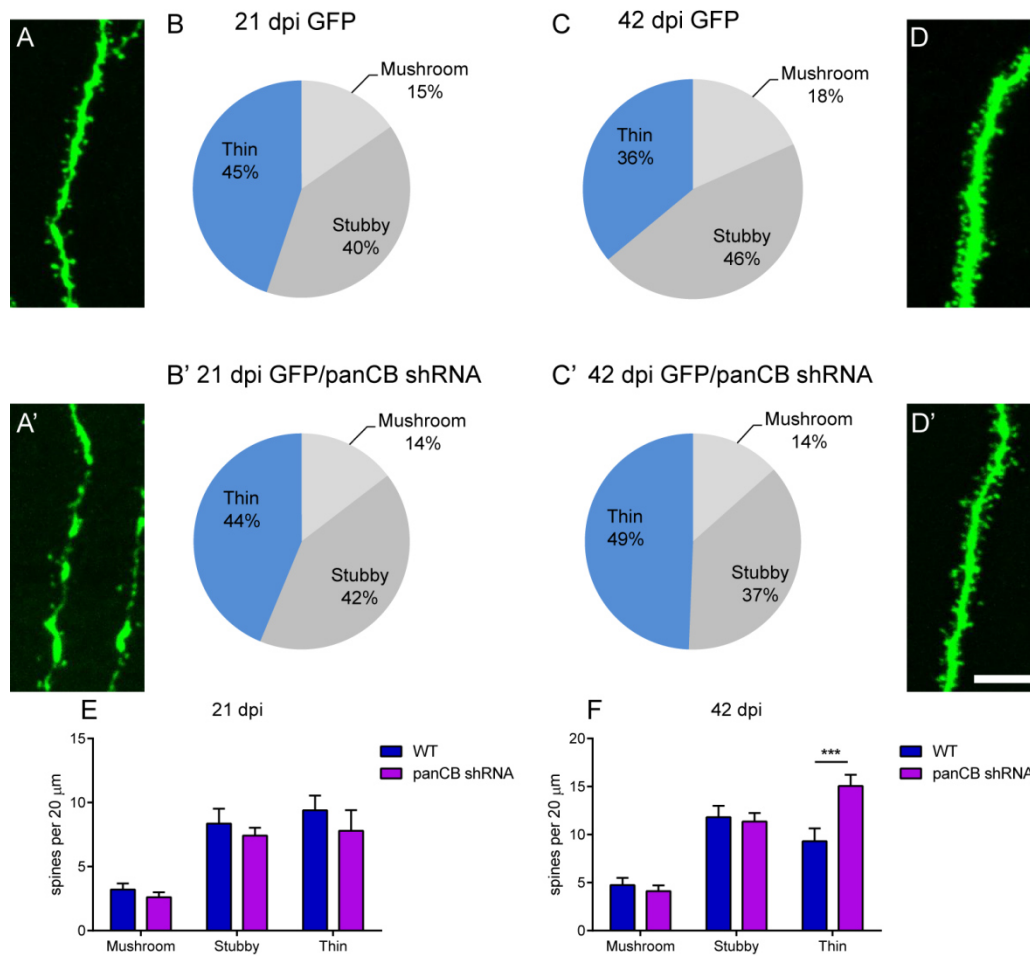 A
B
21 dpi GFP
C
42 dpi GFP
D
Mushroom
15%
Thin
45%
Stubby
40%
Mushroom
18%
Thin
36%
Stubby
46%
A'
B' 21 dpi GFP/panCB shRNA
C' 42 dpi GFP/panCB shRNA
D'
Mushroom
14%
Thin
44%
Stubby
42%
Mushroom
14%
Thin
49%
Stubby
37%
E
21 dpi
15
10
5
0
spines per 20 μm
Mushroom
Stubby
Thin
WT
panCB shRNA
F
42 dpi
20
15
10
5
0
spines per 20 μm
***
Mushroom
Stubby
Thin
WT
panCB shRNA